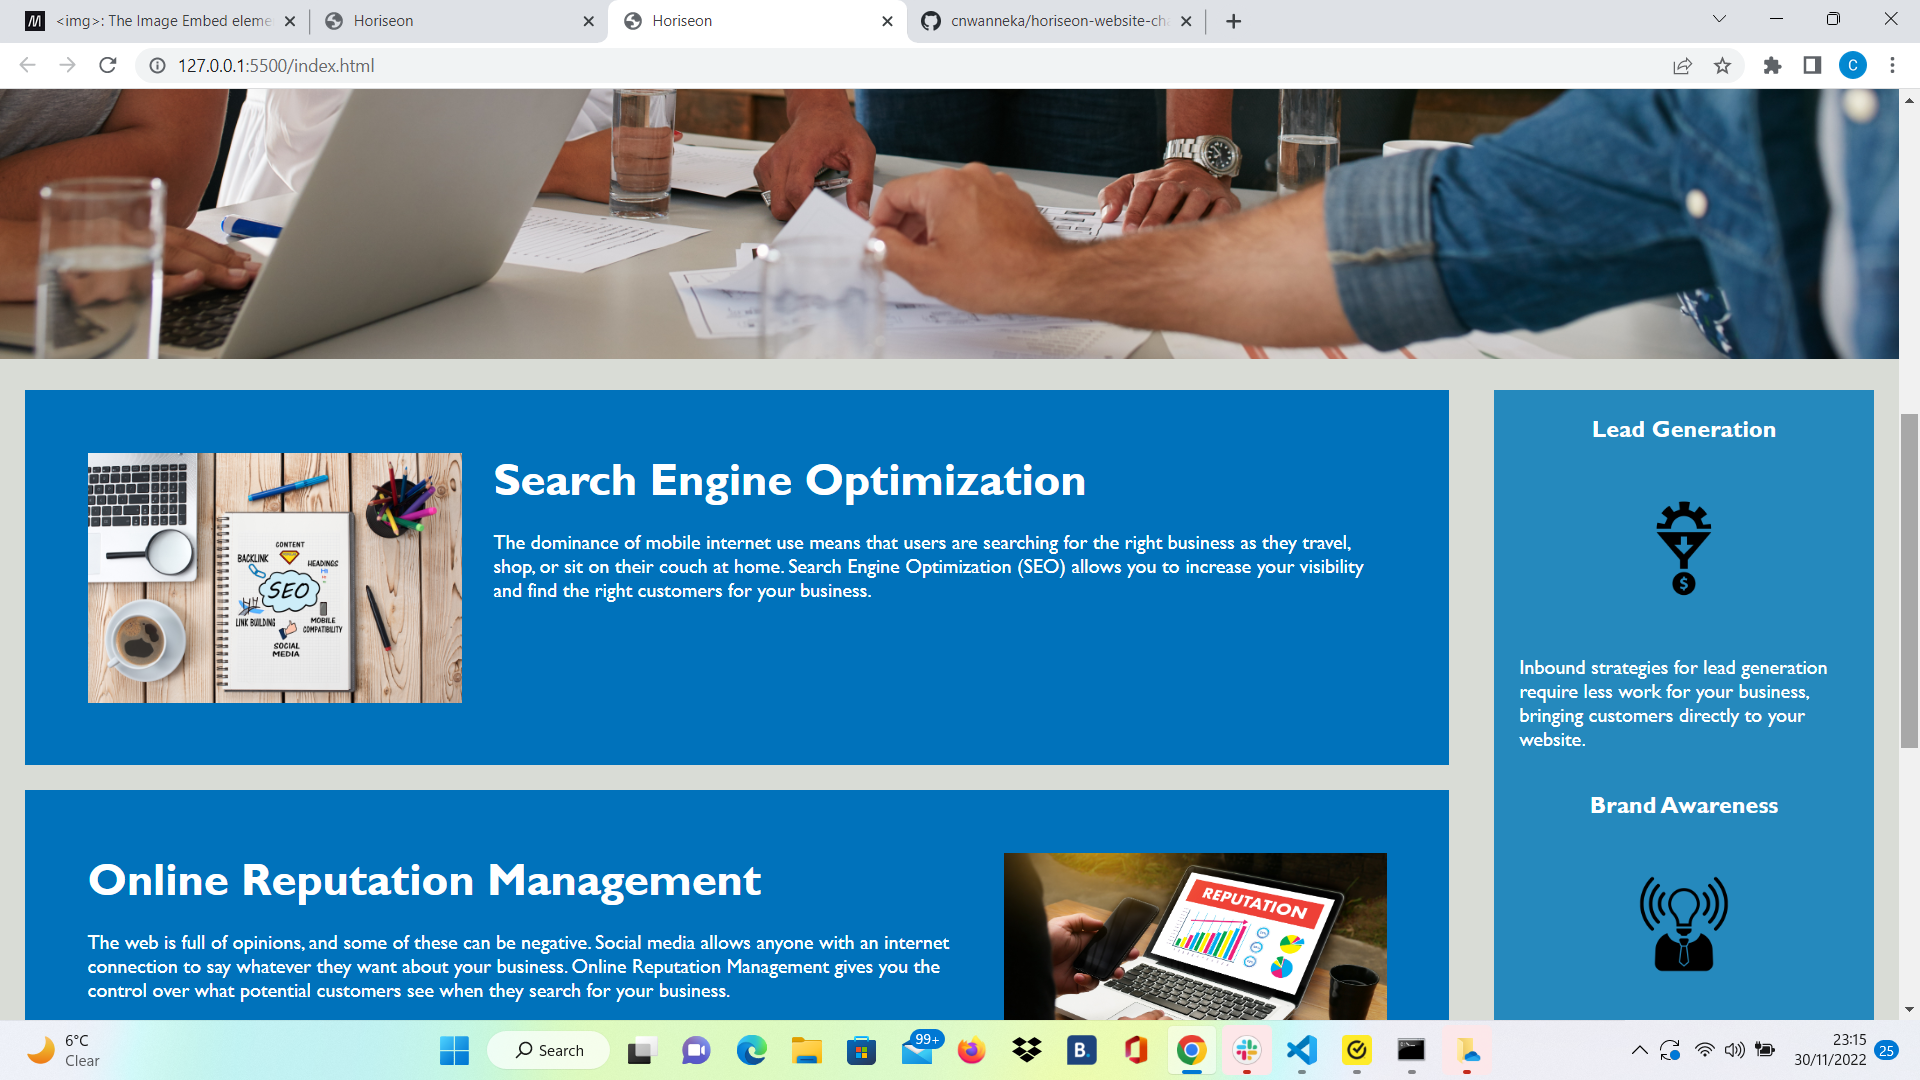 <img>: The Image Embed eleme
Horiseon
Horiseon
cnwanneka/horiseon-website-cha
127.0.0.1:5500/index.html
C
Search Engine Optimization
The dominance of mobile internet use means that users are searching for the right business as they travel,
shop, or sit on their couch at home. Search Engine Optimization (SEO) allows you to increase your visibility
and find the right customers for your business.
CONTENT
BACKLINK
HEADINGS
SEO
LINK BUILDING
MOBILE
COMPATIBILITY
SOCIAL
MEDIA
Online Reputation Management
The web is full of opinions, and some of these can be negative. Social media allows anyone with an internet
connection to say whatever they want about your business. Online Reputation Management gives you the
control over what potential customers see when they search for your business.
REPUTATION
Lead Generation
$
Inbound strategies for lead generation
require less work for your business,
bringing customers directly to your
website.
Brand Awareness
6°C
Clear
Search
99+
B.
23:15
30/11/2022
25